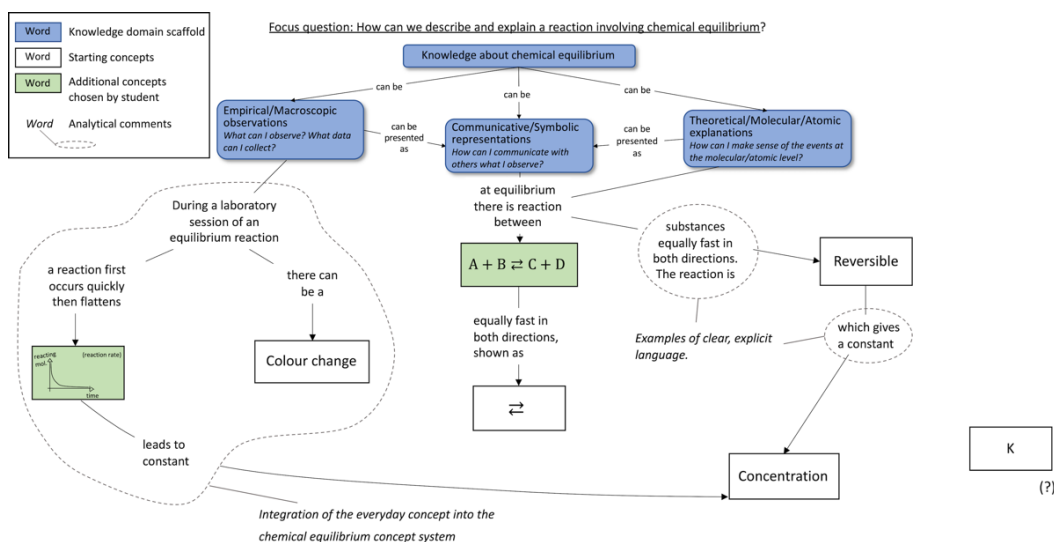 Focus question: How can we describe and explain a reaction involving chemical equilibrium?
Word Knowledge domain scaffold
Word Starting concepts
Word Additional concepts
chosen by student
Word Analytical comments
Knowledge about chemical equilibrium
can be
can be
can be
Empirical/Macroscopic
observations
What can I observe? What data
can I collect?
can be
presented
as
Communicative/Symbolic
representations
How can I communicate with
others what I observe?
can be
presented
as
Theoretical/Molecular/Atomic
explanations
How can I make sense of the events at
the molecular/atomic level?
During a laboratory
session of an
equilibrium reaction
a reaction first
occurs quickly
then flattens
reacting
mol
(reaction rate)
time
leads to
constant
there can
be a
Colour change
at equilibrium
there is reaction
between
A + B ⇄ C + D
equally fast in
both directions,
shown as
⇄
substances
equally fast in
both directions.
The reaction is
Reversible
which gives
a constant
Examples of clear, explicit
language.
Concentration
K
(?)
Integration of the everyday concept into the
chemical equilibrium concept system